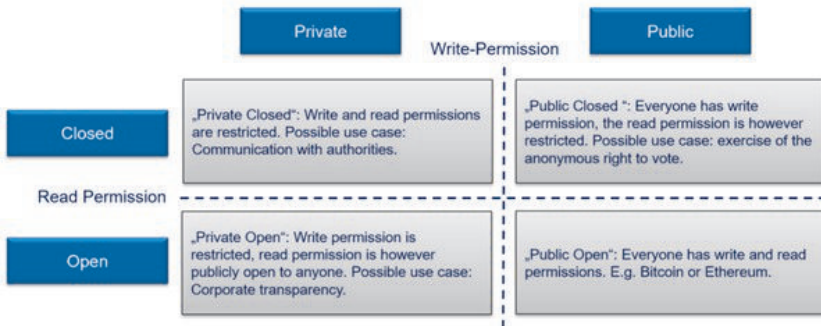 Private
Write-Permission
Public
Closed
„Private Closed“: Write and read permissions
are restricted. Possible use case:
Communication with authorities.
„Public Closed “: Everyone has write
permission, the read permission is however
restricted. Possible use case: exercise of the
anonymous right to vote.
Read Permission
Open
„Private Open“: Write permission is
restricted, read permission is however
publicly open to anyone. Possible use case:
Corporate transparency.
„Public Open“: Everyone has write and read
permissions. E.g. Bitcoin or Ethereum.